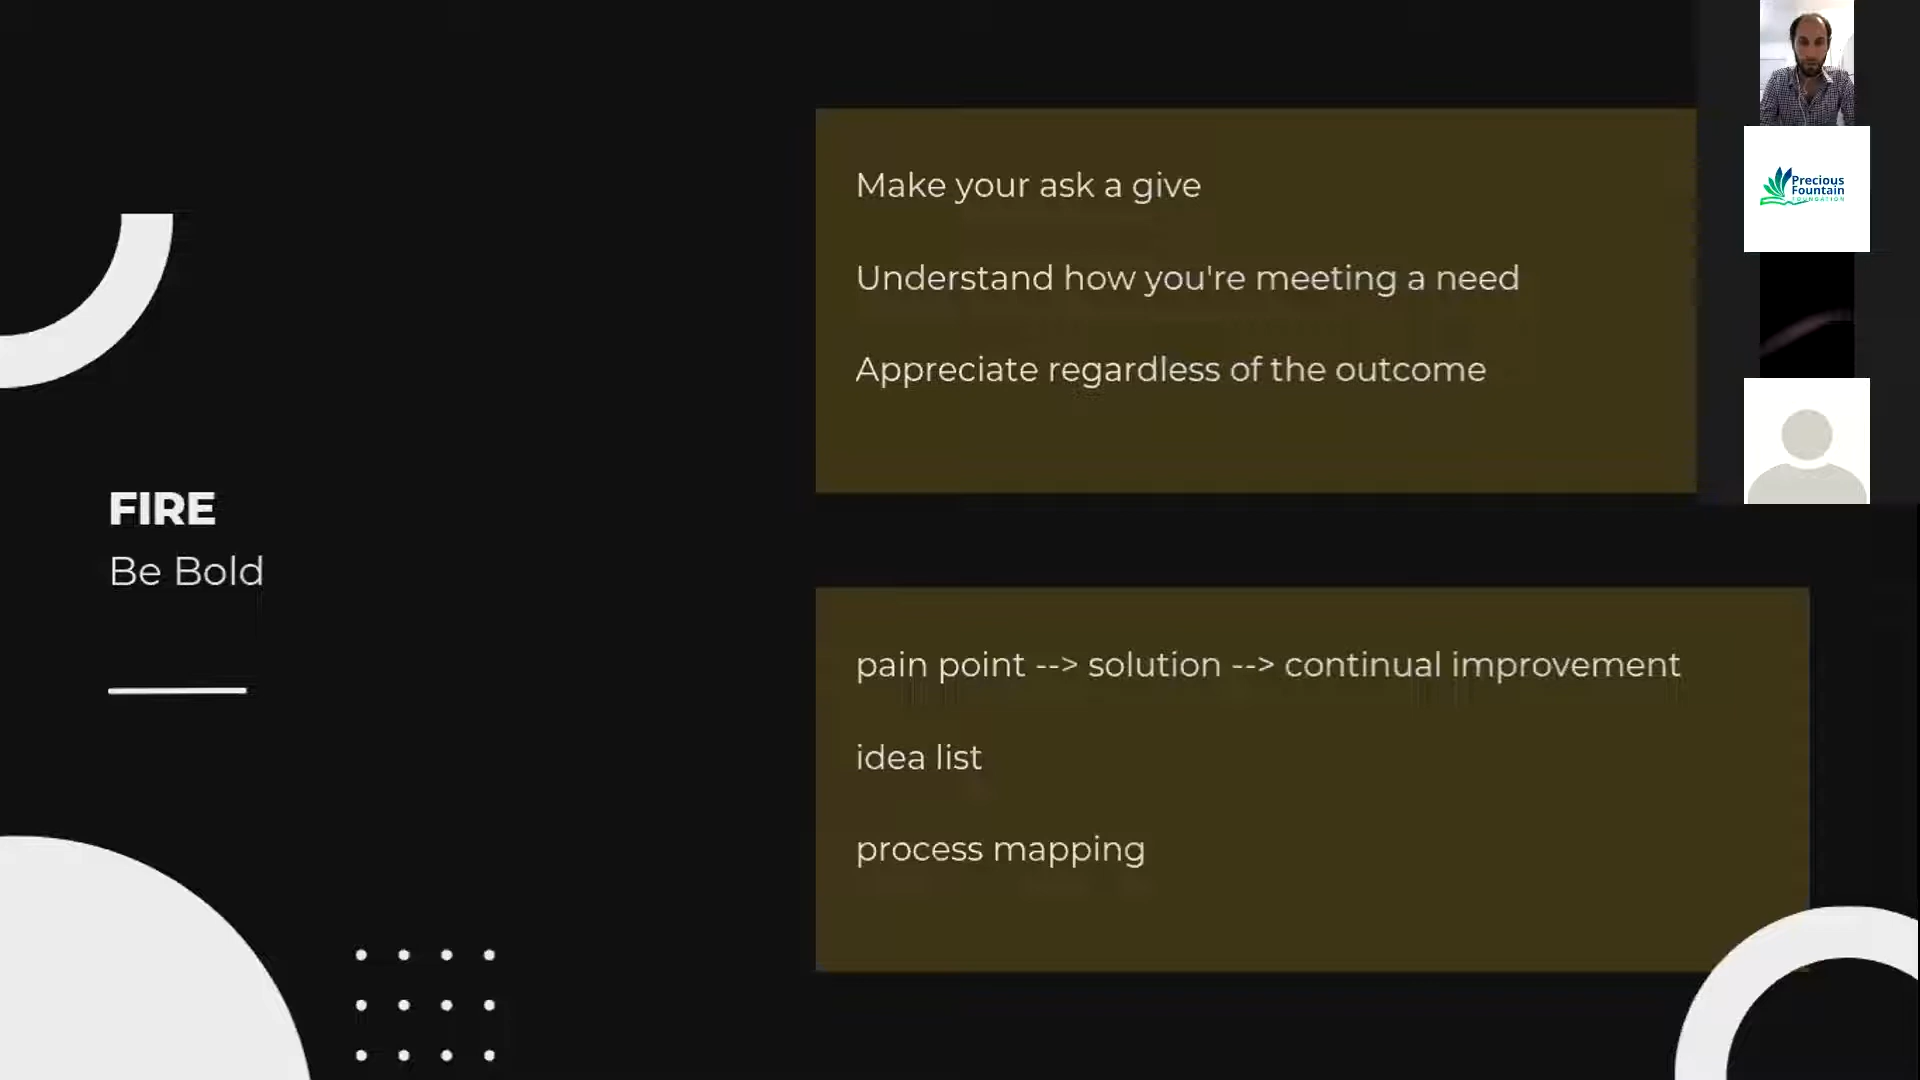 FIRE
Be Bold
Make your ask a give
Understand how you're meeting a need
Appreciate regardless of the outcome
pain point --> solution --> continual improvement
idea list
process mapping
Precious
Fountain
FOUNDATION